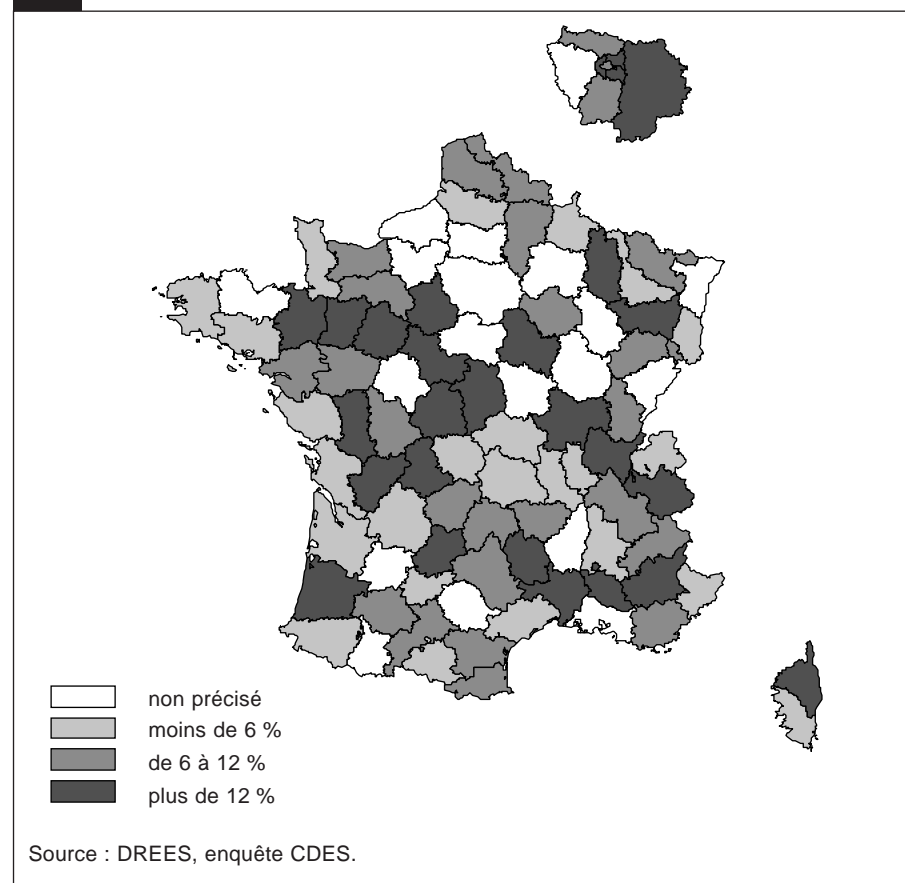 non précisé
moins de 6 %
de 6 à 12 %
plus de 12 %
Source : DREES, enquête CDES.